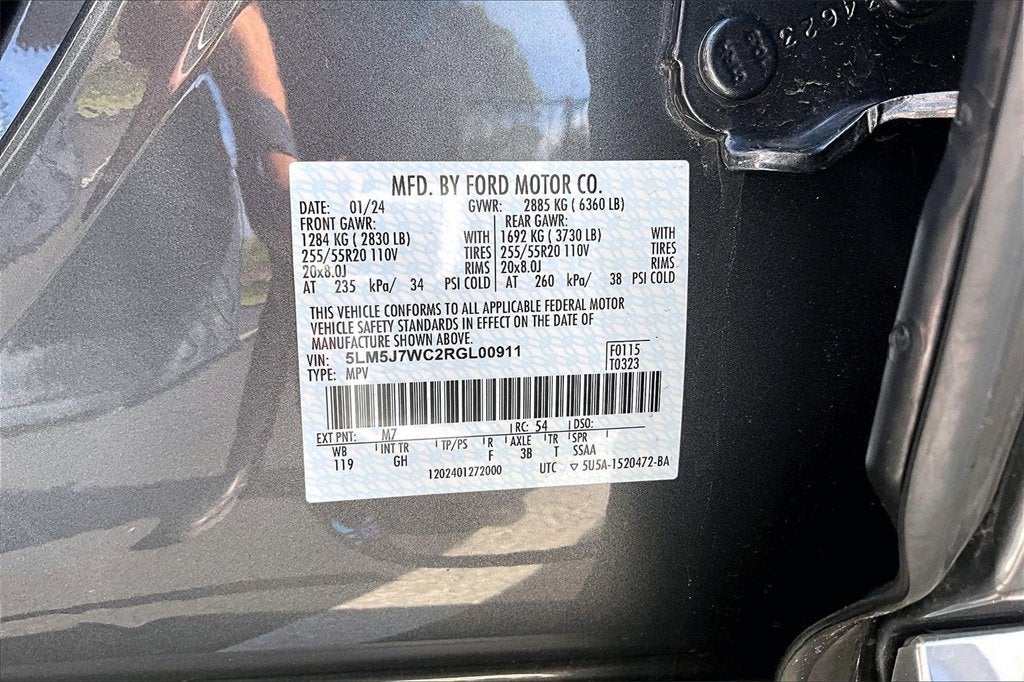 MFD. BY FORD MOTOR CO.
DATE: 01/24 GVWR: 2885 KG ( 6360 LB)
FRONT GAWR: REAR GAWR:
1284 KG ( 2830 LB) WITH 1692 KG ( 3730 LB) WITH
255/55R20 110V TIRES 255/55R20 110V TIRES
20x8.0J RIMS 20x8.0J RIMS
AT 235 kPa/ 34 PSI COLD AT 260 kPa/ 38 PSI COLD
THIS VEHICLE CONFORMS TO ALL APPLICABLE FEDERAL MOTOR
VEHICLE SAFETY STANDARDS IN EFFECT ON THE DATE OF
MANUFACTURE SHOWN ABOVE.
VIN: 5LM5J7WC2RGL00911 F0115
TYPE: MPV T0323
EXT PNT: M7 RC: 54 DSO:
WB INT TR TP/PS R AXLE TR SPR
119 GH F 3B T SSAA
1202401272000 UTC ▽ 5U5A-1520472-BA